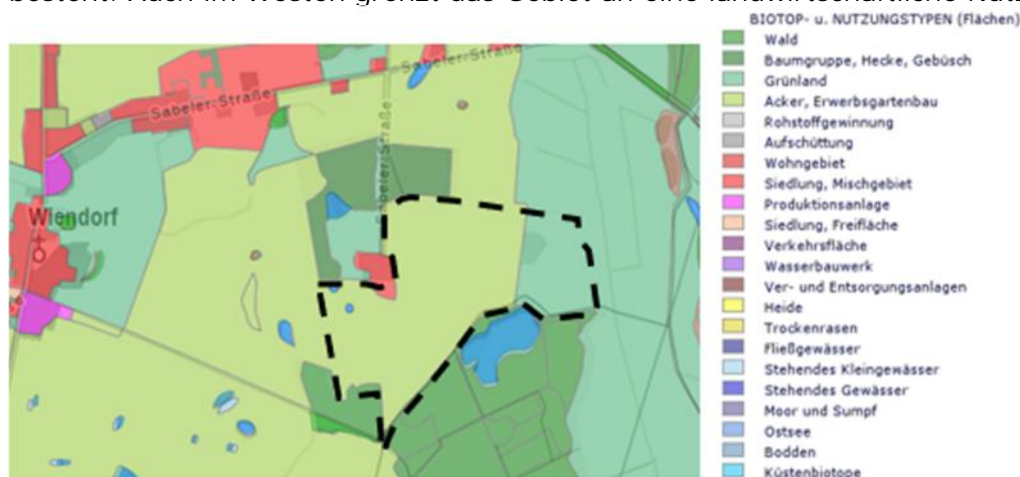 besteht. Auch im Westen grenzt das Gebiet an eine landwirtschaftliche
BIOTOP- u. NUTZUNGSTYPEN (Flächen)
Wald
Baumgruppe, Hecke, Gebüsch
Grünland
Acker, Erwerbsgartenbau
Rohstoffgewinnung
Aufschüttung
Wohngebiet
Siedlung, Mischgebiet
Produktionsanlage
Siedlung, Freifläche
Verkehrsfläche
Wasserbauwerk
Ver- und Entsorgungsanlagen
Heide
Trockenrasen
Fließgewässer
Stehendes Kleingewässer
Stehendes Gewässer
Moor und Sumpf
Ostsee
Bodden
Küstenbiotope
Sabeler-Straße
Sabeler-Straße
Sabeler-Straße
Wiendorf